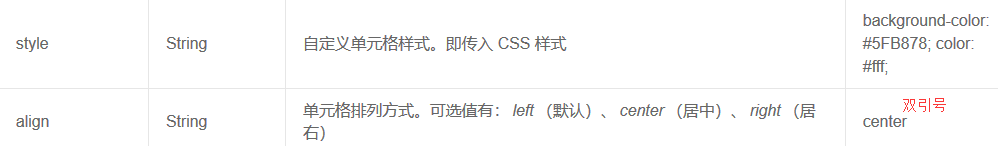 style
String
自定义单元格样式。即传入 CSS 样式
background-color:
#5FB878; color:
#fff;
align
String
单元格排列方式。可选值有： left （默认）、 center （居中）、 right （居
右）
双引号
center